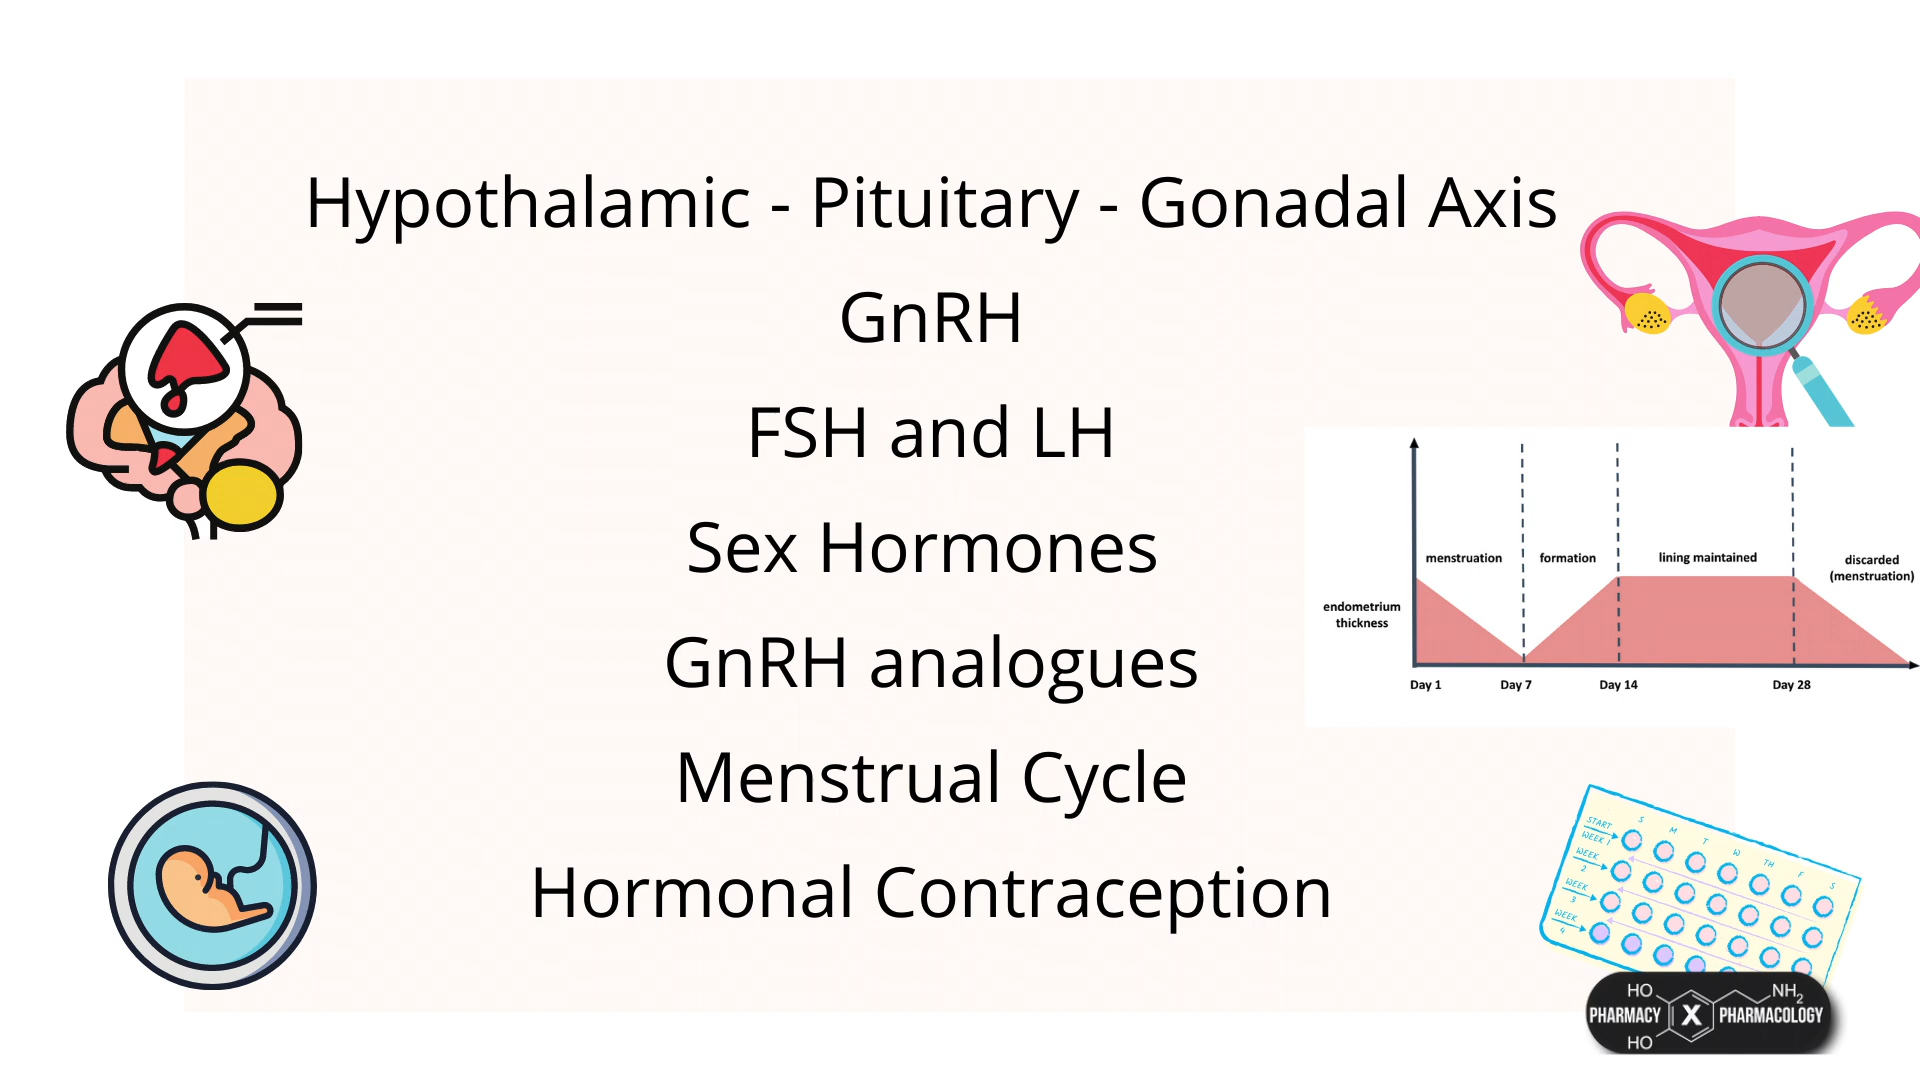 Hypothalamic - Pituitary - Gonadal Axis
GnRH
FSH and LH
Sex Hormones
GnRH analogues
Menstrual Cycle
Hormonal Contraception
menstruation
formation
lining maintained
discarded
(menstruation)
endometrium
thickness
Day 1
Day 7
Day 14
Day 28
START
S M T W TH F S
WEEK 1
WEEK
2
WEEK
3
WEEK
4
HO NH2
PHARMACY X PHARMACOLOGY
HO